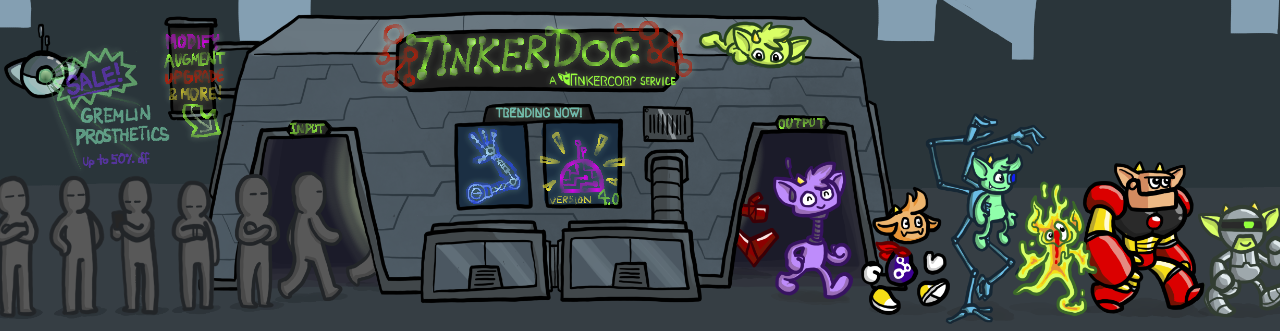 MODIFY
AUGMENT
UPGRADE
& MORE!
SALE!
GREMLIN
PROSTHETICS
Up to 50% off
TINKERDOC
A TINKERCORP SERVICE
TRENDING NOW!
INPUT
OUTPUT
VERSION 4.0